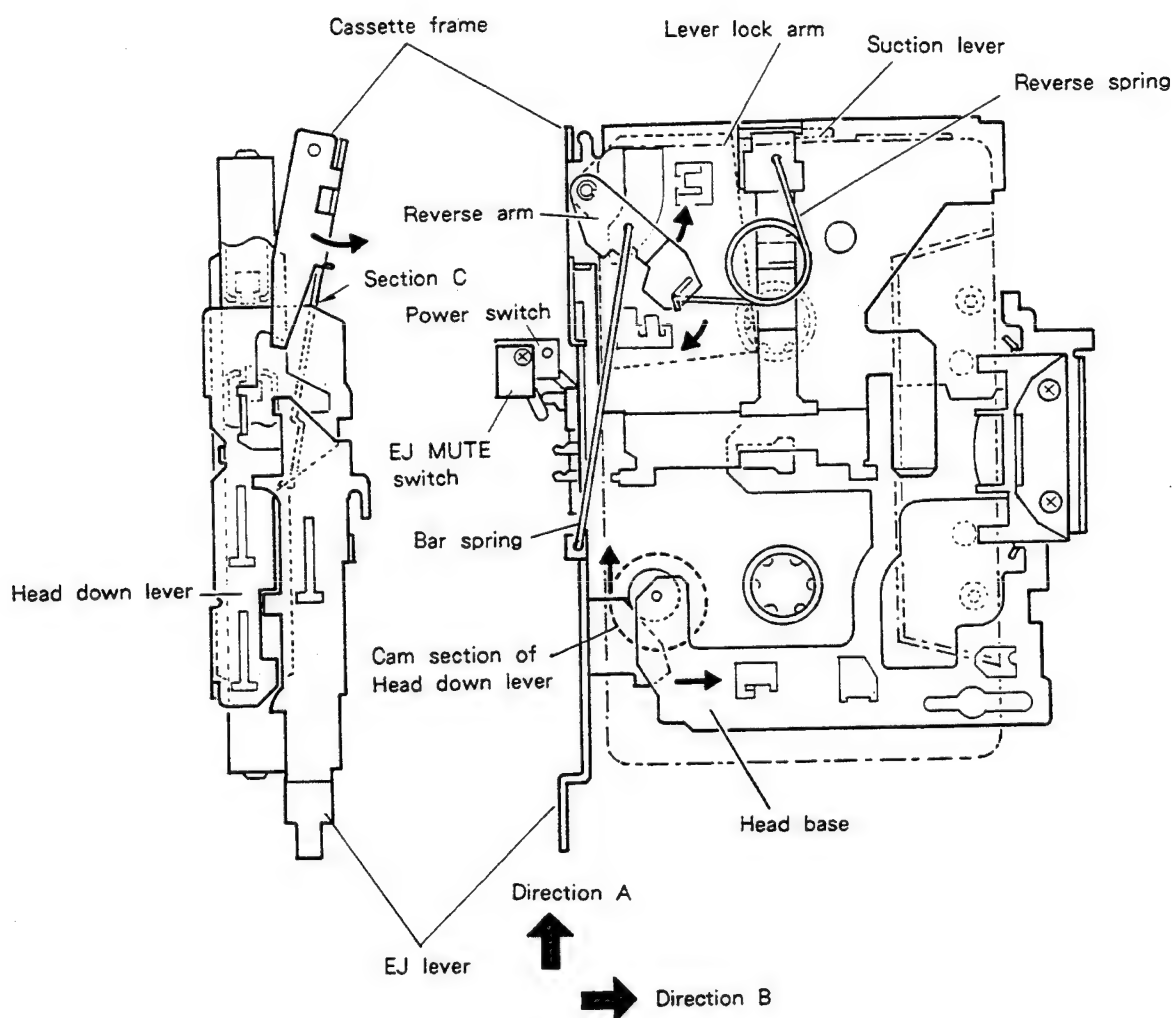 Cassette frame
Lever lock arm
Suction lever
Reverse spring
Reverse arm
Section C
Power switch
EJ MUTE
switch
Bar spring
Head down lever
Cam section of
Head down lever
Head base
Direction A
EJ lever
Direction B